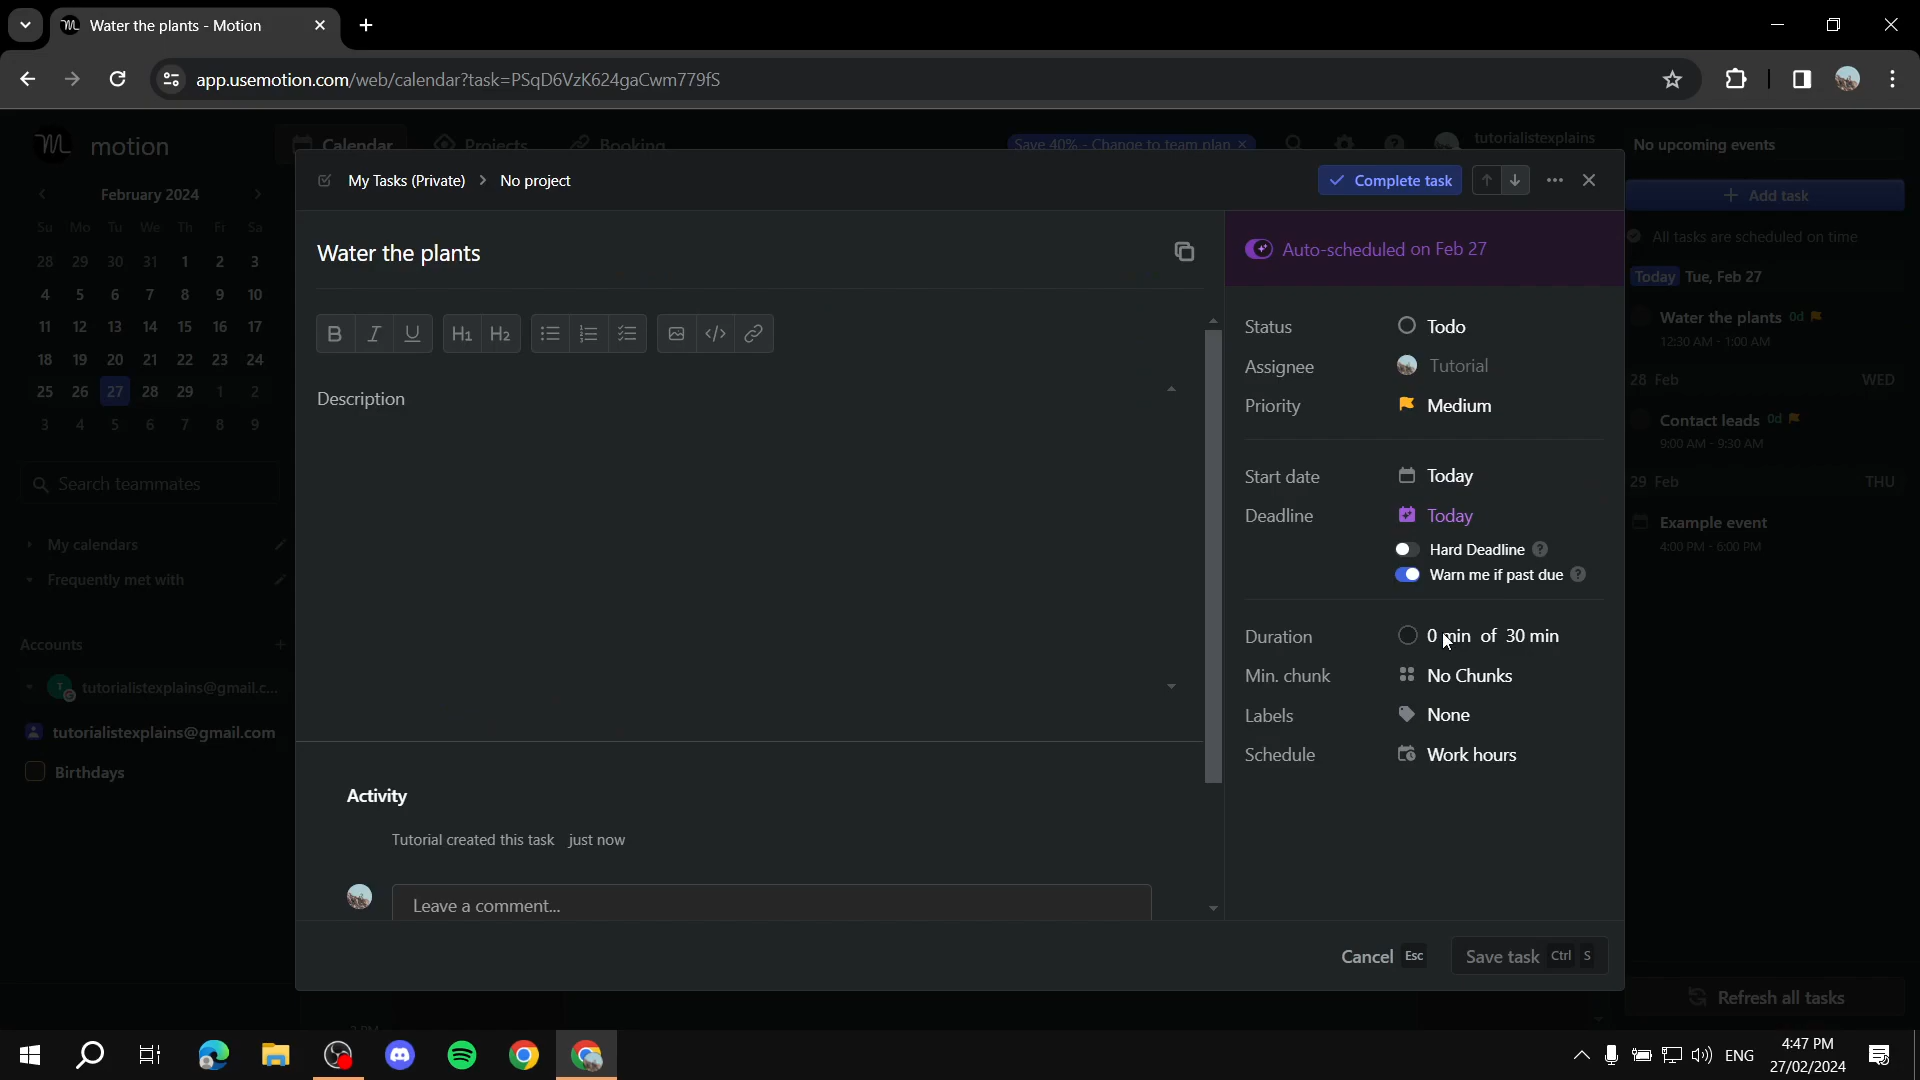 Water the plants - Motion
app.usemotion.com/web/calendar?task=PSqD6VzK624gaCwm779fS
motion
Calendar
Projects
Booking
Save 40% - Change to team plan
tutorialistexplains
No upcoming events
My Tasks (Private) > No project
Complete task
February 2024
Su Mo Tu We Th Fr Sa
28 29 30 31 1 2 3
4 5 6 7 8 9 10
11 12 13 14 15 16 17
18 19 20 21 22 23 24
25 26 27 28 29 1 2
3 4 5 6 7 8 9
Search teammates
My calendars
Frequently met with
Accounts
T
tutorialistexplains@gmail.c...
tutorialistexplains@gmail.com
Birthdays
Water the plants
B I U H1 H2
Description
Activity
Tutorial created this task just now
Leave a comment...
Auto-scheduled on Feb 27
Status Todo
Assignee Tutorial
Priority Medium
Start date Today
Deadline Today
Hard Deadline ?
Warn me if past due ?
Duration 0 min of 30 min
Min. chunk No Chunks
Labels None
Schedule Work hours
Cancel Esc
Save task Ctrl S
+ Add task
All tasks are scheduled on time
Today Tue, Feb 27
Water the plants 0d
12:30 AM - 1:00 AM
28 Feb WED
Contact leads 0d
9:00 AM - 9:30 AM
29 Feb THU
Example event
4:00 PM - 6:00 PM
Refresh all tasks
2 PM
ENG
4:47 PM
27/02/2024